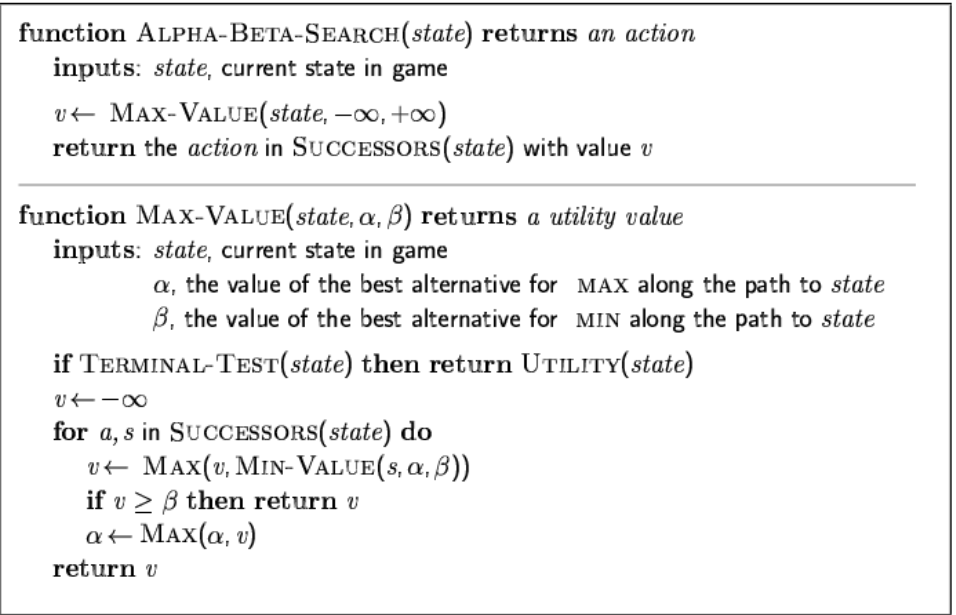 function ALPHA-BETA-SEARCH(state) returns an action
inputs: state, current state in game
v ← MAX-VALUE(state, −∞, +∞)
return the action in SUCCESSORS(state) with value v
function MAX-VALUE(state, α, β) returns a utility value
inputs: state, current state in game
α, the value of the best alternative for MAX along the path to state
β, the value of the best alternative for MIN along the path to state
if TERMINAL-TEST(state) then return UTILITY(state)
v ← −∞
for a, s in SUCCESSORS(state) do
v ← MAX(v, MIN-VALUE(s, α, β))
if v ≥ β then return v
α ← MAX(α, v)
return v